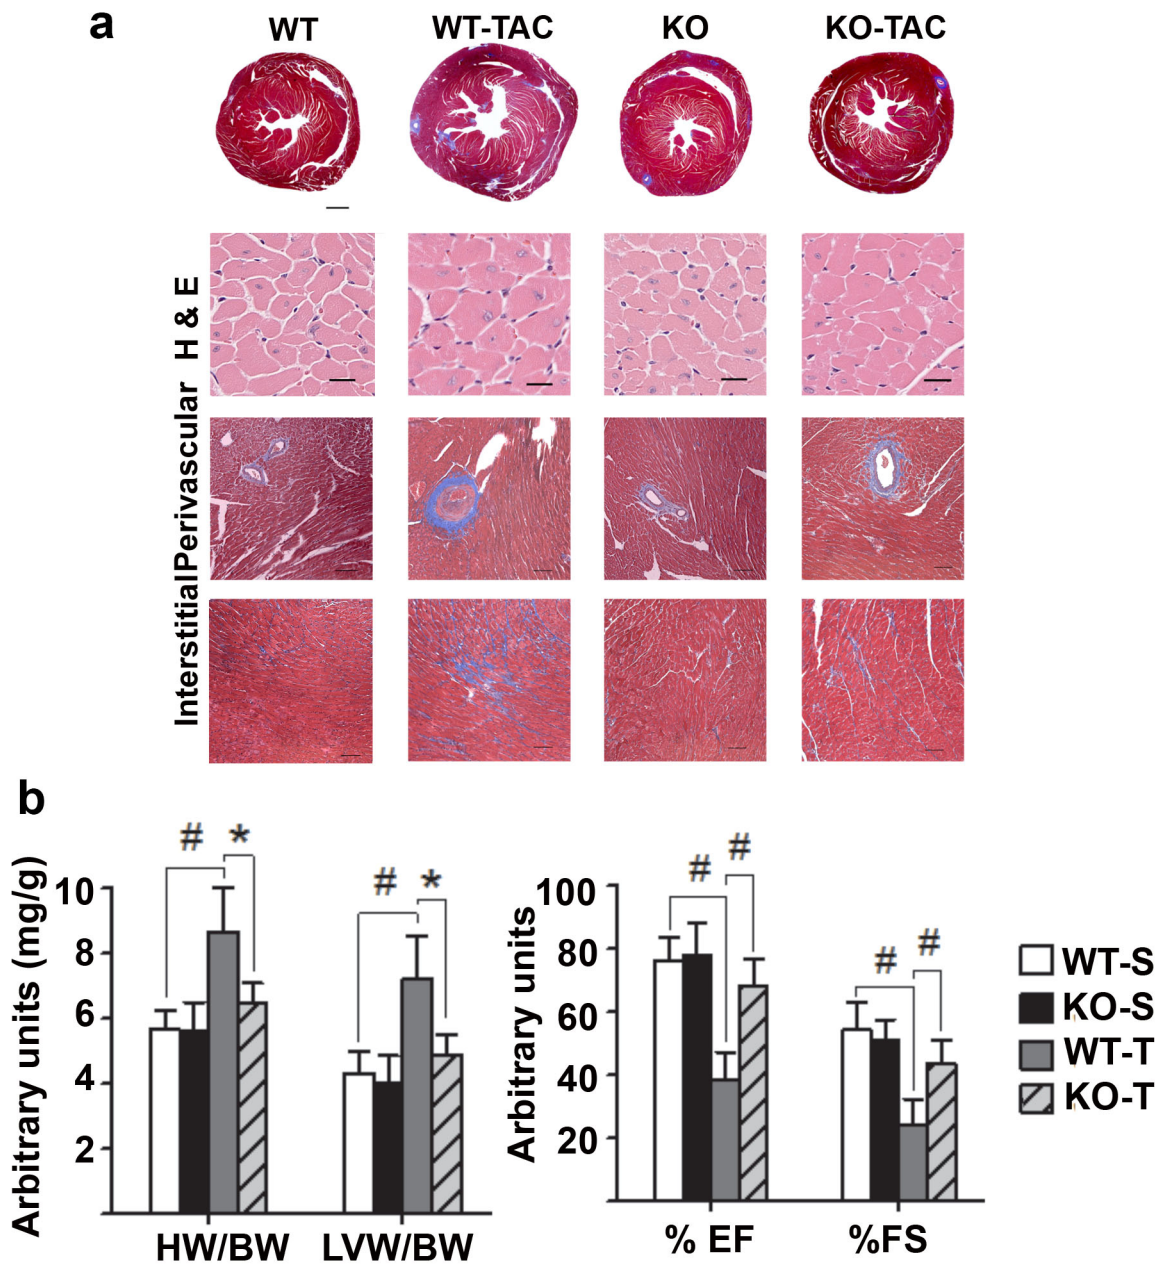 a
WT
WT-TAC
KO
KO-TAC
H & E
Perivascular
Interstitial
b
Arbitrary units (mg/g)
10
8
6
4
2
# *
# *
HW/BW
LVW/BW
Arbitrary units
100
80
60
40
20
# #
# #
% EF
%FS
WT-S
KO-S
WT-T
KO-T